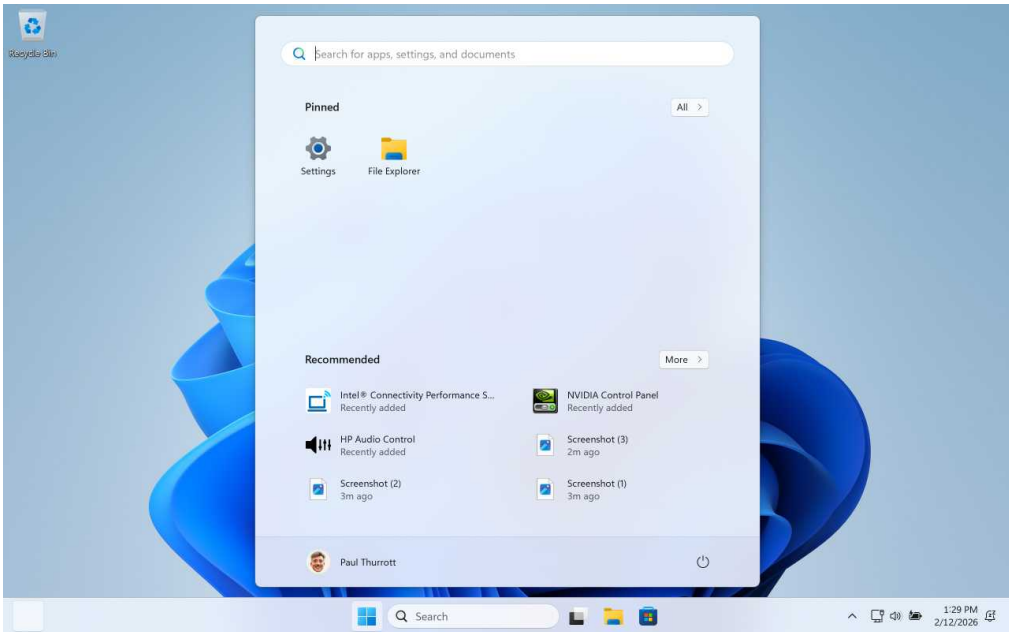 Recycle Bin
Search for apps, settings, and documents
Pinned
All
Settings
File Explorer
Recommended
More
Intel® Connectivity Performance S...
Recently added
NVIDIA Control Panel
Recently added
HP Audio Control
Recently added
Screenshot (3)
2m ago
Screenshot (2)
3m ago
Screenshot (1)
3m ago
Paul Thurrott
Search
1:29 PM
2/12/2026